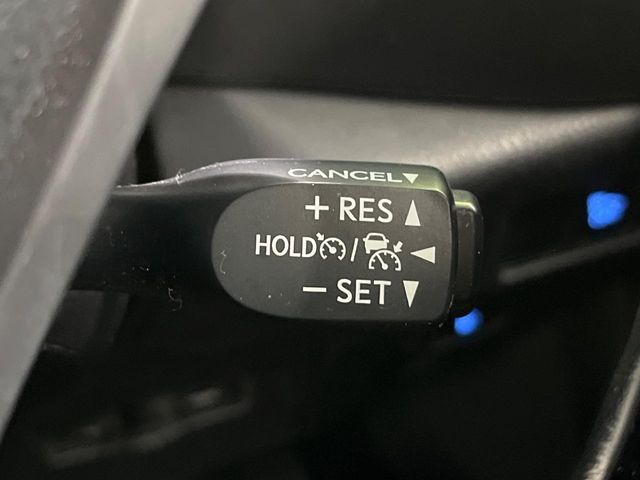 CANCEL▼
+ RES ▲
HOLD / ◀
− SET ▼